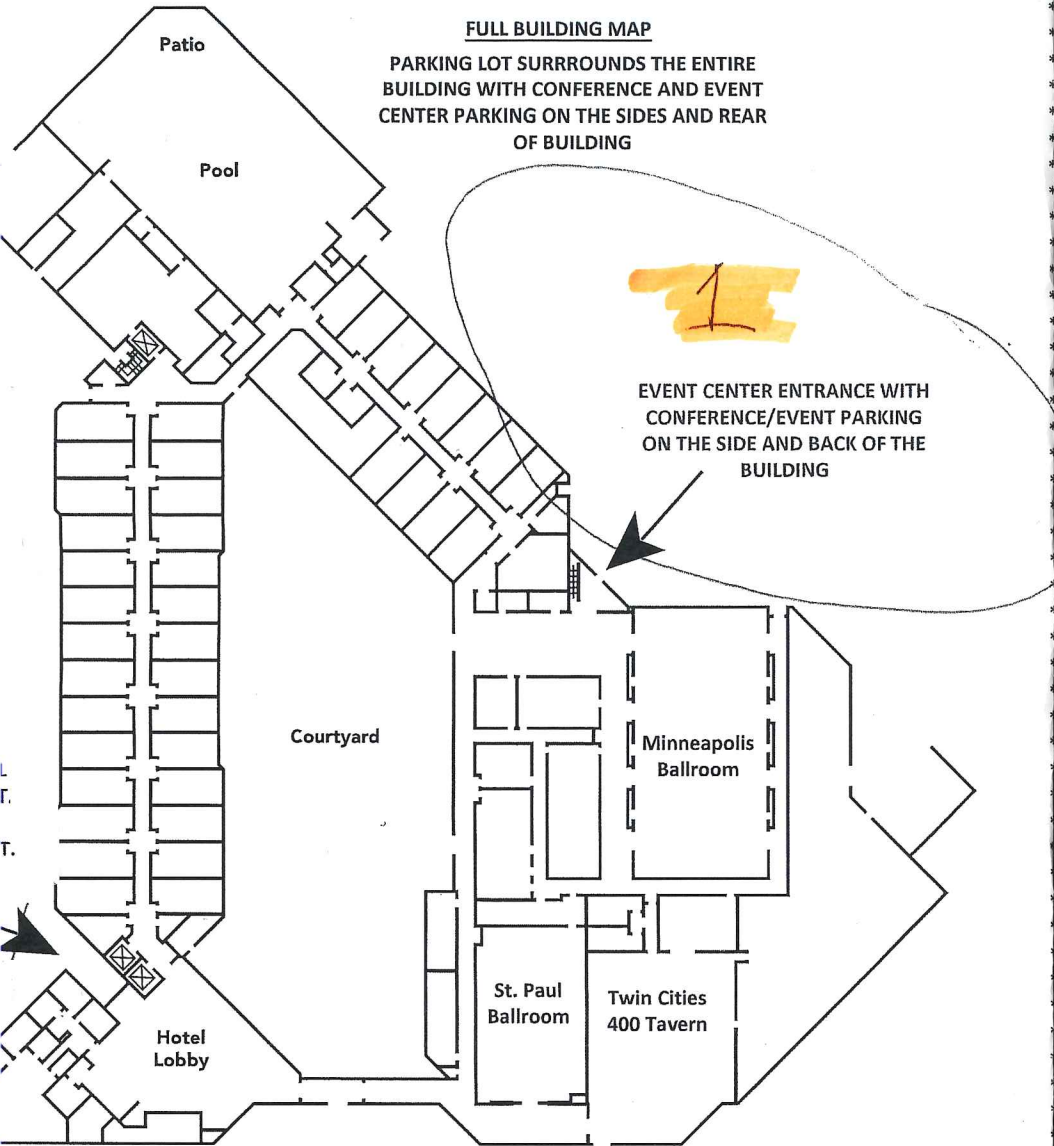 FULL BUILDING MAP
PARKING LOT SURRROUNDS THE ENTIRE
BUILDING WITH CONFERENCE AND EVENT
CENTER PARKING ON THE SIDES AND REAR
OF BUILDING
Patio
Pool
1
EVENT CENTER ENTRANCE WITH
CONFERENCE/EVENT PARKING
ON THE SIDE AND BACK OF THE
BUILDING
Courtyard
Minneapolis
Ballroom
L
T.
T.
St. Paul
Ballroom
Twin Cities
400 Tavern
Hotel
Lobby